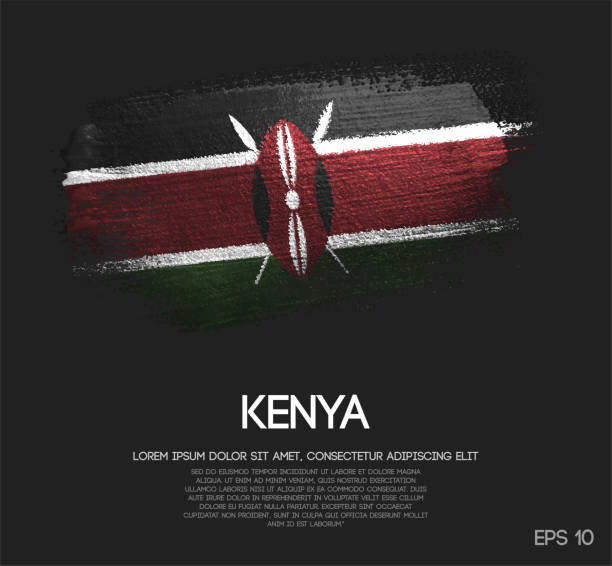 KENYA
LOREM IPSUM DOLOR SIT AMET, CONSECTETUR ADIPISCING ELIT
SED DO EIUSMOD TEMPOR INCIDIDUNT UT LABORE ET DOLORE MAGNA
ALIQUA. UT ENIM AD MINIM VENIAM, QUIS NOSTRUD EXERCITATION
ULLAMCO LABORIS NISI UT ALIQUIP EX EA COMMODO CONSEQUAT. DUIS
AUTE IRURE DOLOR IN REPREHENDERIT IN VOLUPTATE VELIT ESSE CILLUM
DOLORE EU FUGIAT NULLA PARIATUR. EXCEPTEUR SINT OCCAECAT
CUPIDATAT NON PROIDENT, SUNT IN CULPA QUI OFFICIA DESERUNT MOLLIT
ANIM ID EST LABORUM."
EPS 10